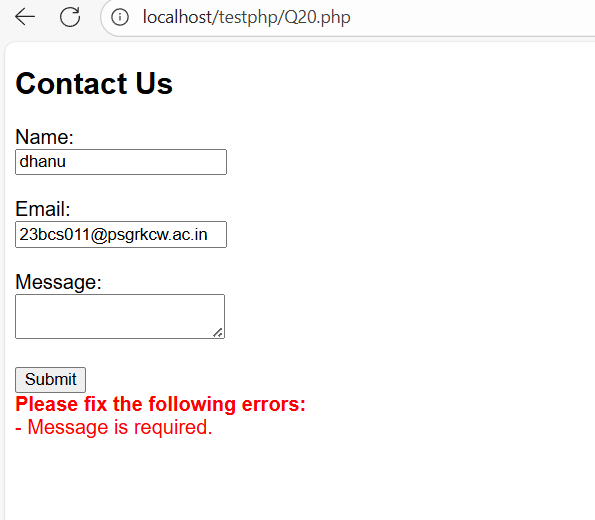 localhost/testphp/Q20.php
Contact Us
Name:
dhanu
Email:
23bcs011@psgrkcw.ac.in
Message:
Submit
Please fix the following errors:
- Message is required.